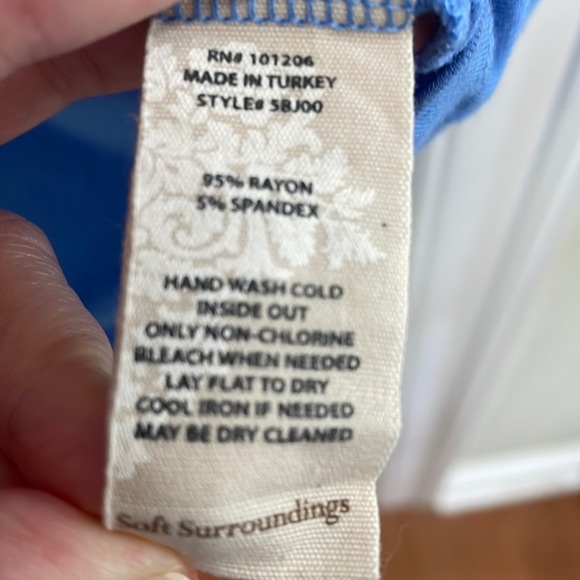 RN# 101206
MADE IN TURKEY
STYLE# 5BJ00
95% RAYON
5% SPANDEX
HAND WASH COLD
INSIDE OUT
ONLY NON-CHLORINE
BLEACH WHEN NEEDED
LAY FLAT TO DRY
COOL IRON IF NEEDED
MAY BE DRY CLEANED
Soft Surroundings